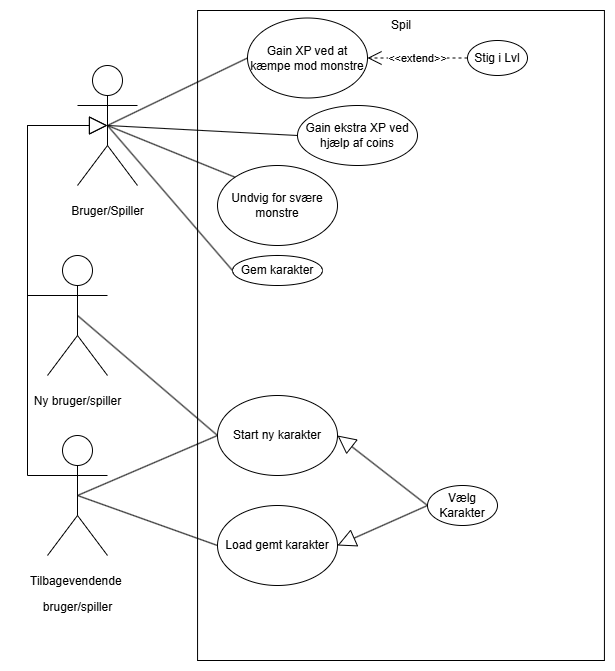 Spil
Gain XP ved at
kæmpe mod monstre
<<extend>>
Stig i Lvl
Gain ekstra XP ved
hjælp af coins
Bruger/Spiller
Undvig for svære
monstre
Gem karakter
Ny bruger/spiller
Start ny karakter
Vælg
Karakter
Load gemt karakter
Tilbagevendende
bruger/spiller